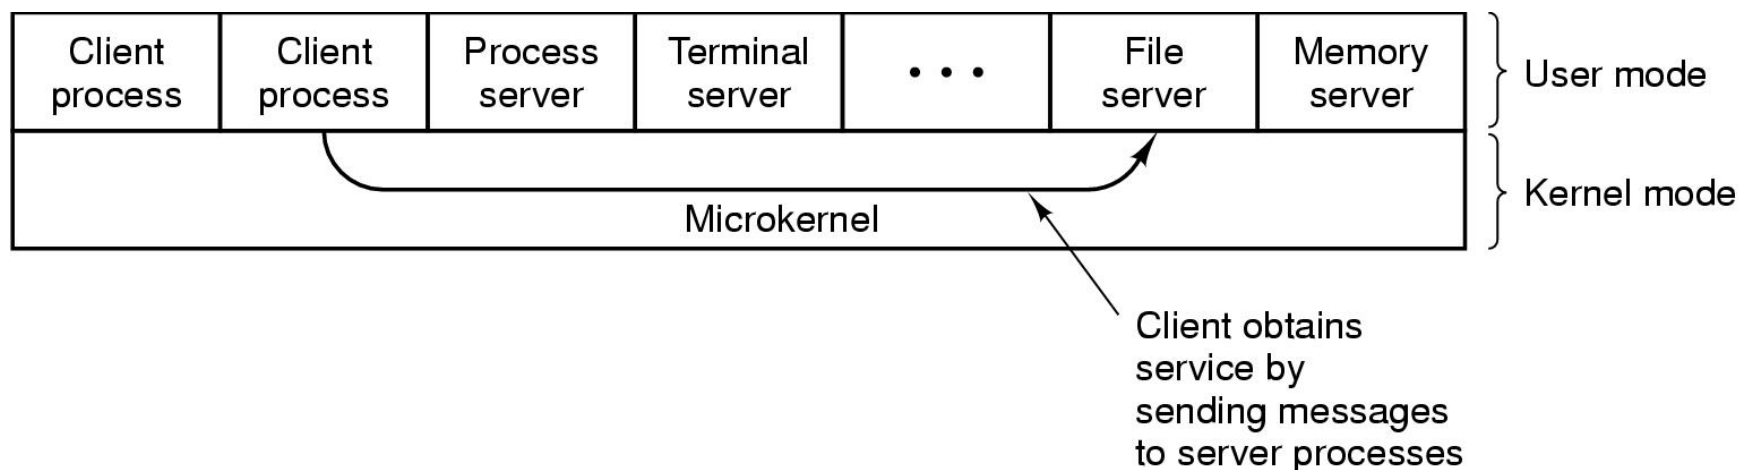 Client
process
Client
process
Process
server
Terminal
server
• • •
File
server
Memory
server
User mode
Microkernel
Kernel mode
Client obtains
service by
sending messages
to server processes